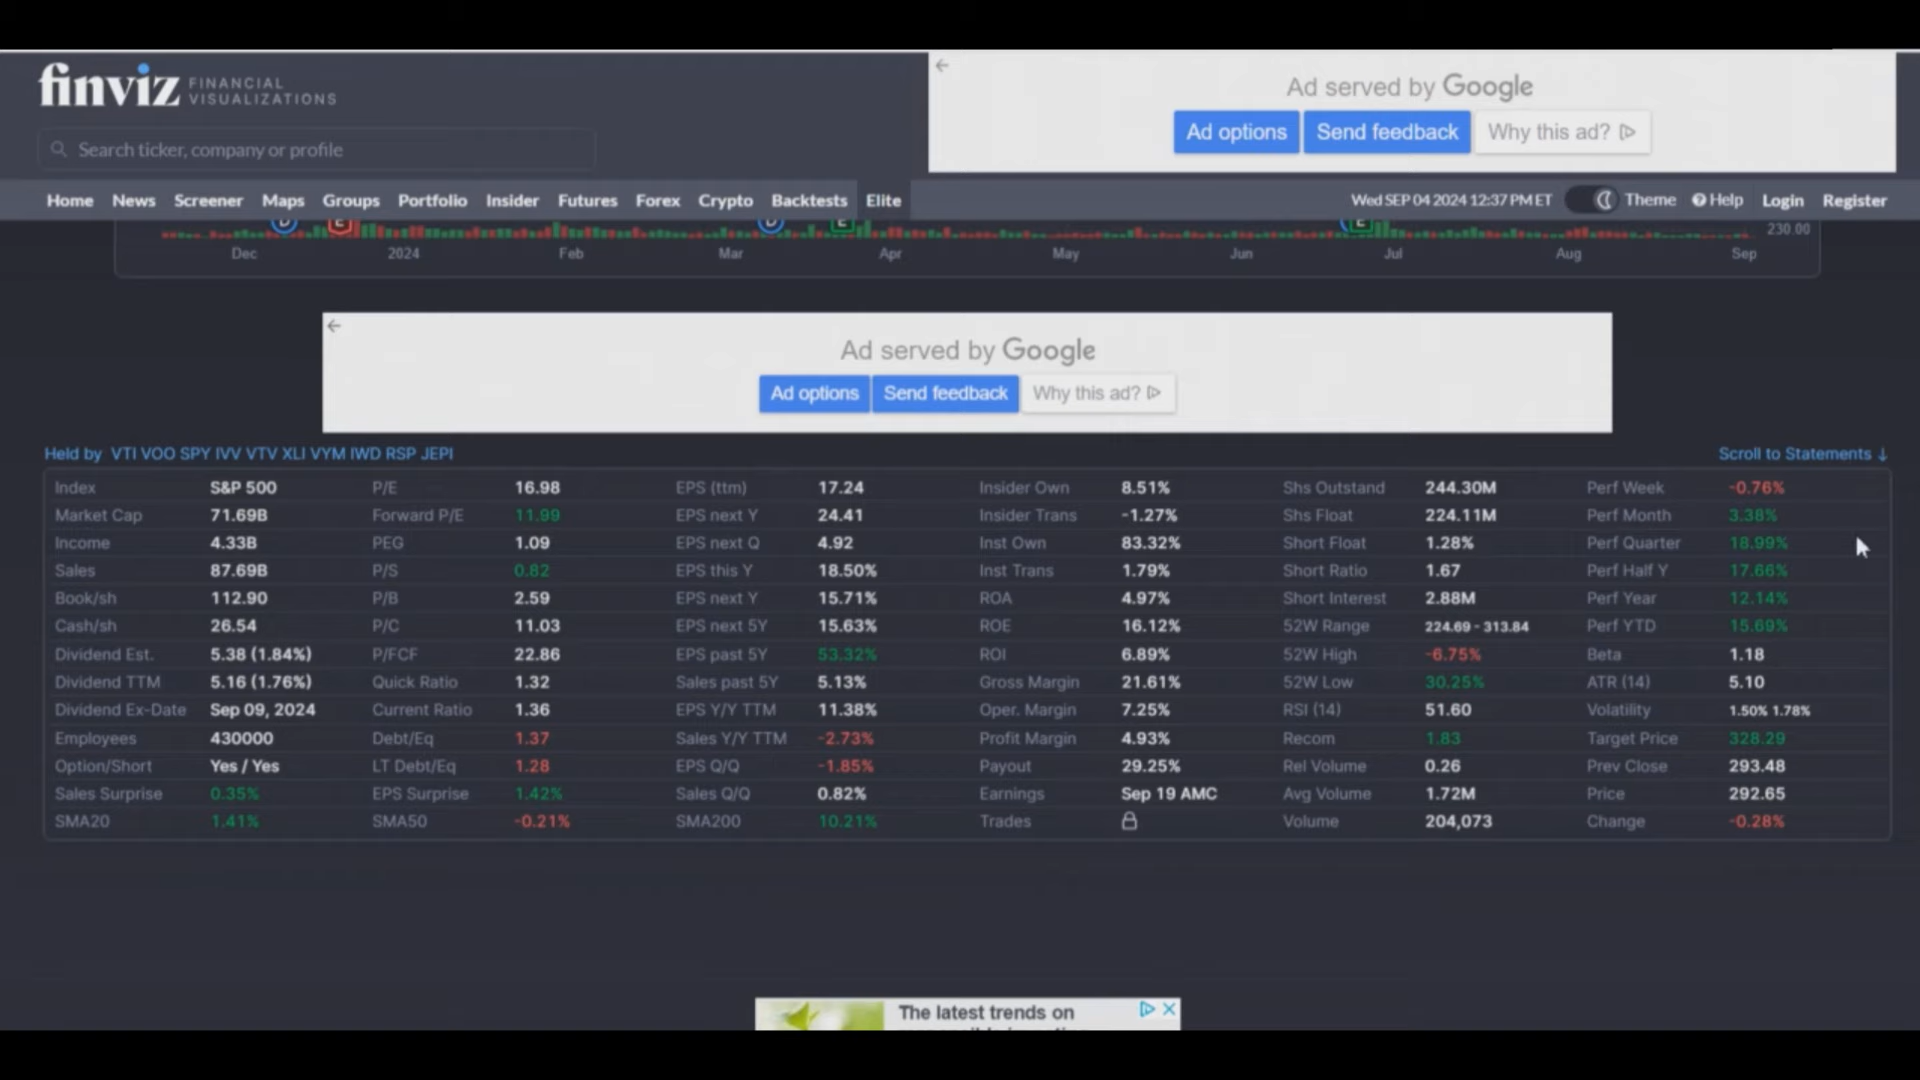 finviz FINANCIAL VISUALIZATIONS
Search ticker, company or profile
Ad served by Google
Ad options Send feedback Why this ad?
Home News Screener Maps Groups Portfolio Insider Futures Forex Crypto Backtests Elite Wed SEP 04 2024 12:37 PM ET Theme Help Login Register
230.00
Dec 2024 Feb Mar Apr May Jun Jul Aug Sep
Ad served by Google
Ad options Send feedback Why this ad?
Held by VTI VOO SPY IVV VTV XLI VYM IWD RSP JEPI Scroll to Statements ↓
Index S&P 500 P/E 16.98 EPS (ttm) 17.24 Insider Own 8.51% Shs Outstand 244.30M Perf Week -0.76%
Market Cap 71.69B Forward P/E 11.99 EPS next Y 24.41 Insider Trans -1.27% Shs Float 224.11M Perf Month 3.38%
Income 4.33B PEG 1.09 EPS next Q 4.92 Inst Own 83.32% Short Float 1.28% Perf Quarter 18.99%
Sales 87.69B P/S 0.82 EPS this Y 18.50% Inst Trans 1.79% Short Ratio 1.67 Perf Half Y 17.66%
Book/sh 112.90 P/B 2.59 EPS next Y 15.71% ROA 4.97% Short Interest 2.88M Perf Year 12.14%
Cash/sh 26.54 P/C 11.03 EPS next 5Y 15.63% ROE 16.12% 52W Range 224.69 - 313.84 Perf YTD 15.69%
Dividend Est. 5.38 (1.84%) P/FCF 22.86 EPS past 5Y 53.32% ROI 6.89% 52W High -6.75% Beta 1.18
Dividend TTM 5.16 (1.76%) Quick Ratio 1.32 Sales past 5Y 5.13% Gross Margin 21.61% 52W Low 30.25% ATR (14) 5.10
Dividend Ex-Date Sep 09, 2024 Current Ratio 1.36 EPS Y/Y TTM 11.38% Oper. Margin 7.25% RSI (14) 51.60 Volatility 1.50% 1.78%
Employees 430000 Debt/Eq 1.37 Sales Y/Y TTM -2.73% Profit Margin 4.93% Recom 1.83 Target Price 328.29
Option/Short Yes / Yes LT Debt/Eq 1.28 EPS Q/Q -1.85% Payout 29.25% Rel Volume 0.26 Prev Close 293.48
Sales Surprise 0.35% EPS Surprise 1.42% Sales Q/Q 0.82% Earnings Sep 19 AMC Avg Volume 1.72M Price 292.65
SMA20 1.41% SMA50 -0.21% SMA200 10.21% Trades Volume 204,073 Change -0.28%
The latest trends on